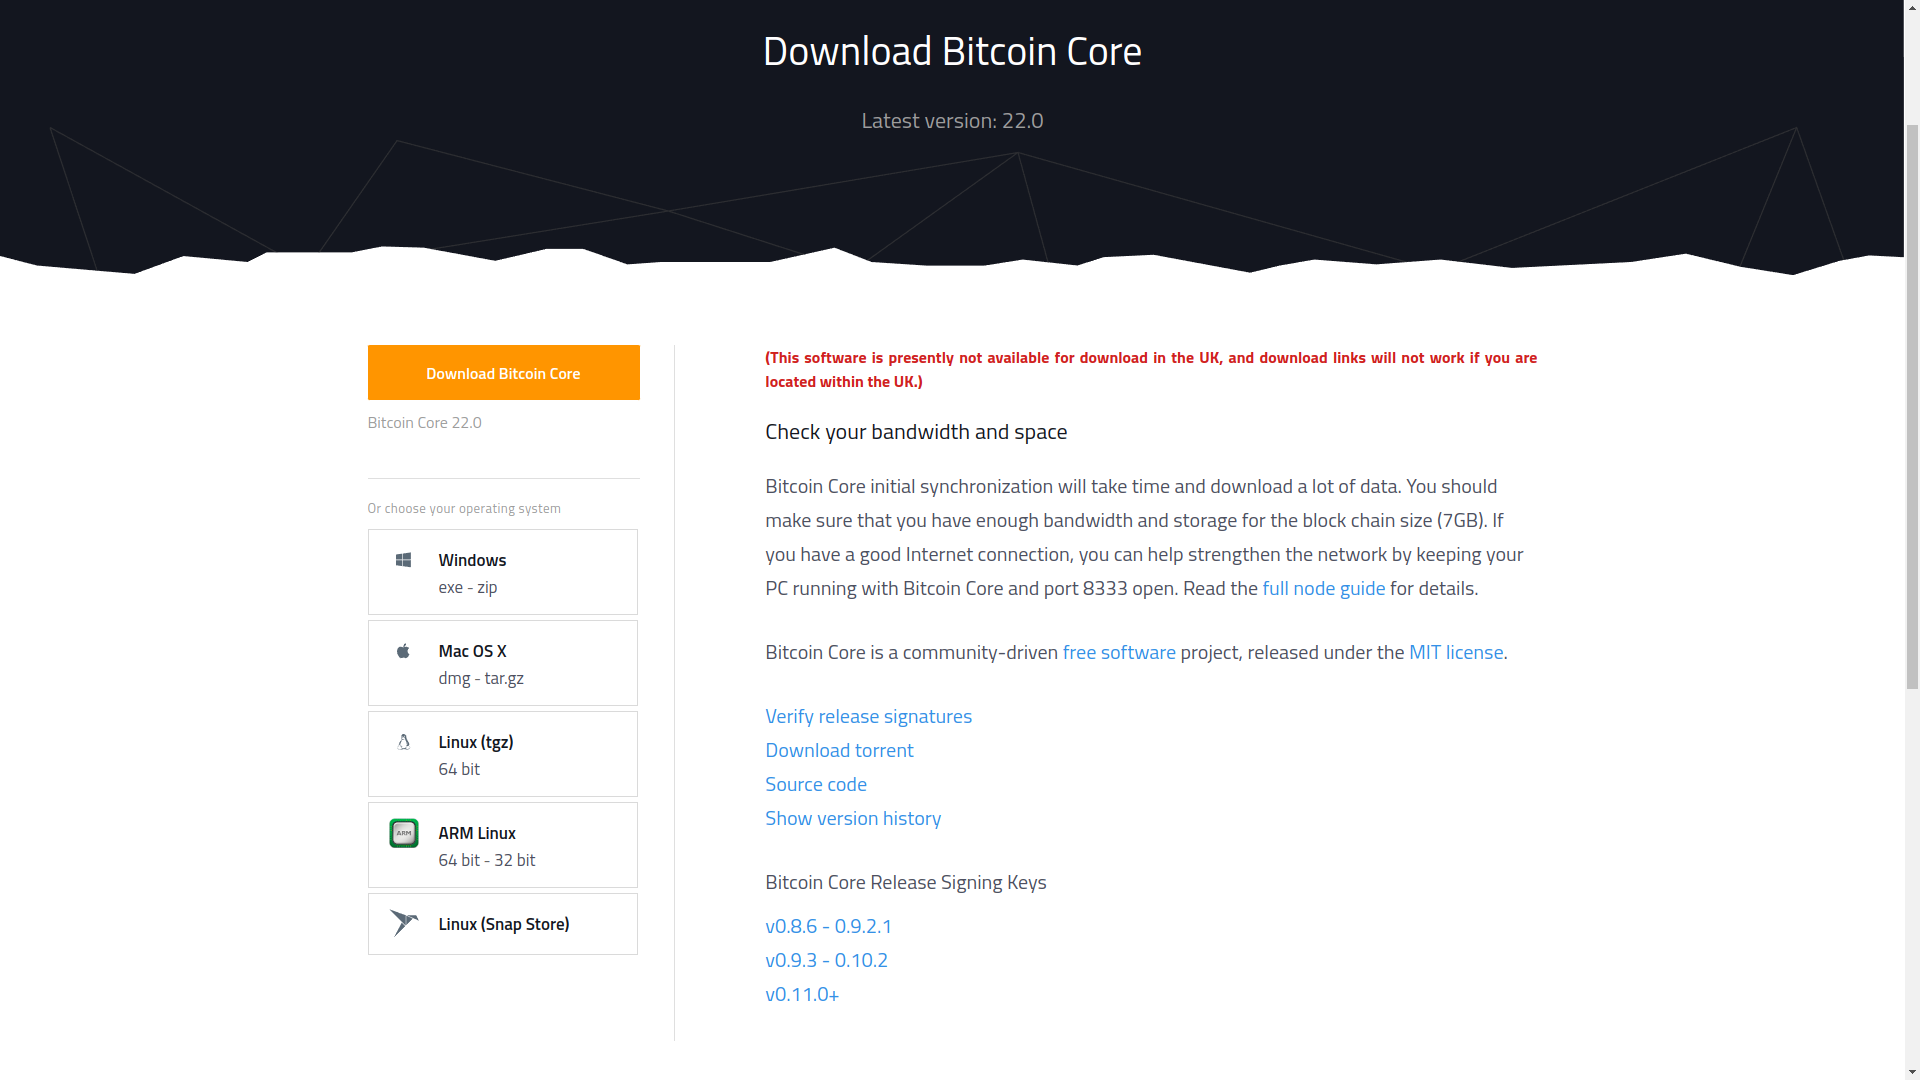 Download Bitcoin Core
Latest version: 22.0
Download Bitcoin Core
Bitcoin Core 22.0
Or choose your operating system
Windows
exe - zip
Mac OS X
dmg - tar.gz
Linux (tgz)
64 bit
ARM
ARM Linux
64 bit - 32 bit
Linux (Snap Store)
(This software is presently not available for download in the UK, and download links will not work if you are
located within the UK.)
Check your bandwidth and space
Bitcoin Core initial synchronization will take time and download a lot of data. You should
make sure that you have enough bandwidth and storage for the block chain size (7GB). If
you have a good Internet connection, you can help strengthen the network by keeping your
PC running with Bitcoin Core and port 8333 open. Read the full node guide for details.
Bitcoin Core is a community-driven free software project, released under the MIT license.
Verify release signatures
Download torrent
Source code
Show version history
Bitcoin Core Release Signing Keys
v0.8.6 - 0.9.2.1
v0.9.3 - 0.10.2
v0.11.0+